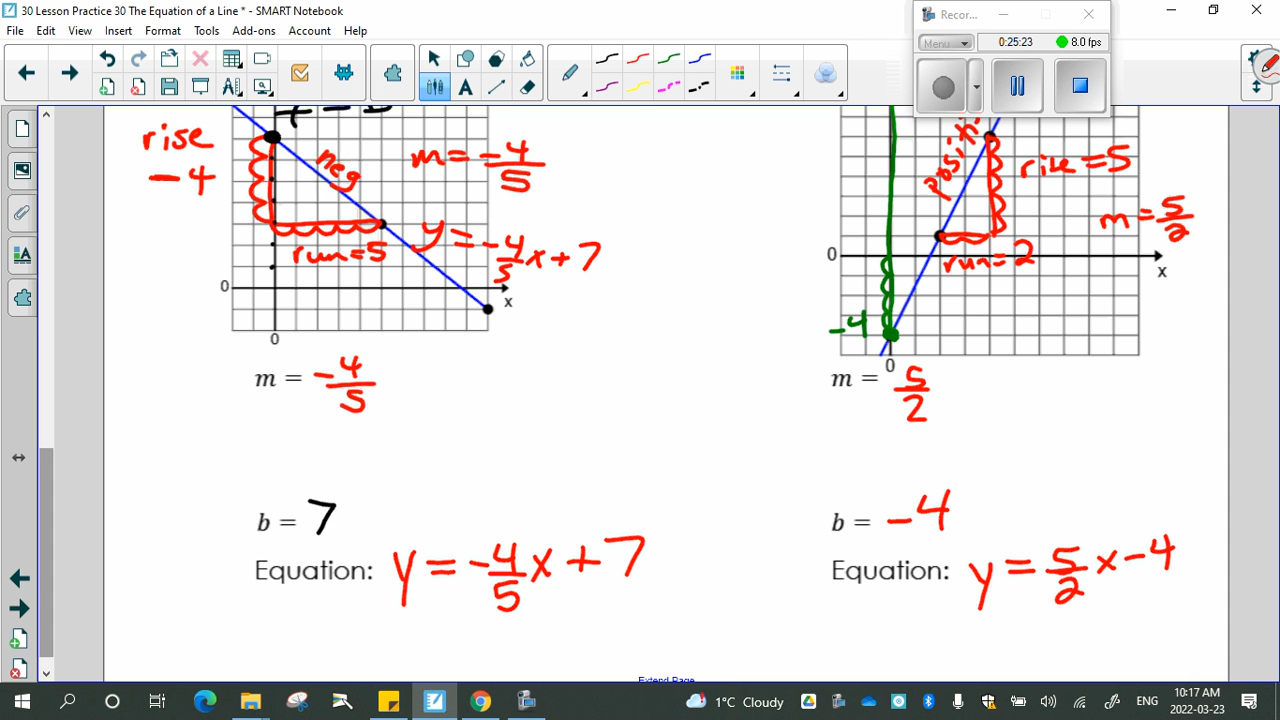 30 Lesson Practice 30 The Equation of a Line * - SMART Notebook
Recor...
File Edit View Insert Format Tools Add-ons Account Help
Menu 0:25:23 8.0 fps
rise
-4
neg
m = -4/5
run = 5
y = -4/5x + 7
0
x
0
m = -4/5
b = 7
Equation: y = -4/5x + 7
rise = 5
m = 5/2
run = 2
0
x
-4
0
m = 5/2
b = -4
Equation: y = 5/2x - 4
Extend Page
1°C Cloudy
ENG
10:17 AM
2022-03-23